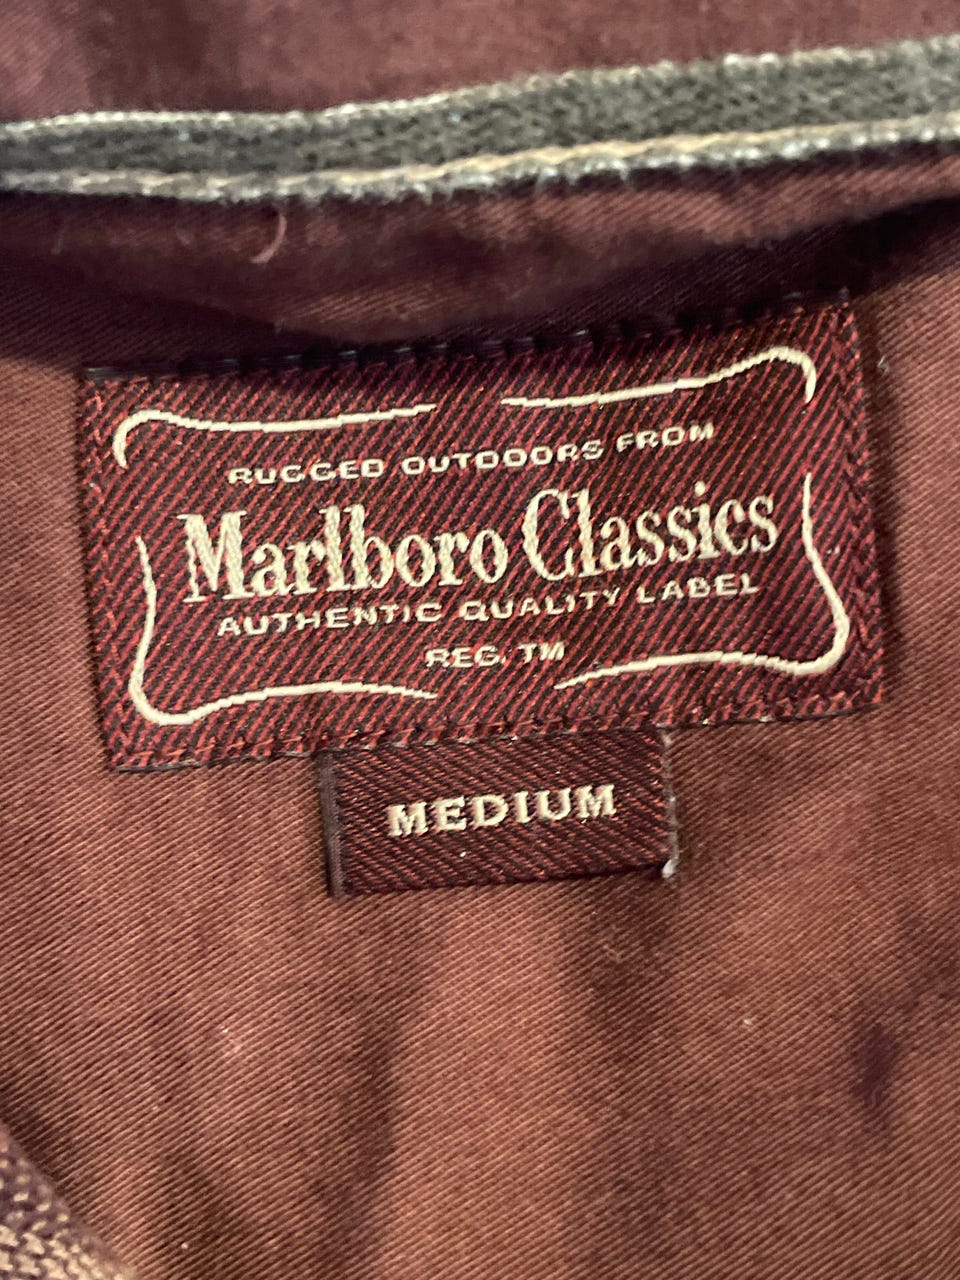 RUGGED OUTDOORS FROM
Marlboro Classics
AUTHENTIC QUALITY LABEL
REG. TM
MEDIUM